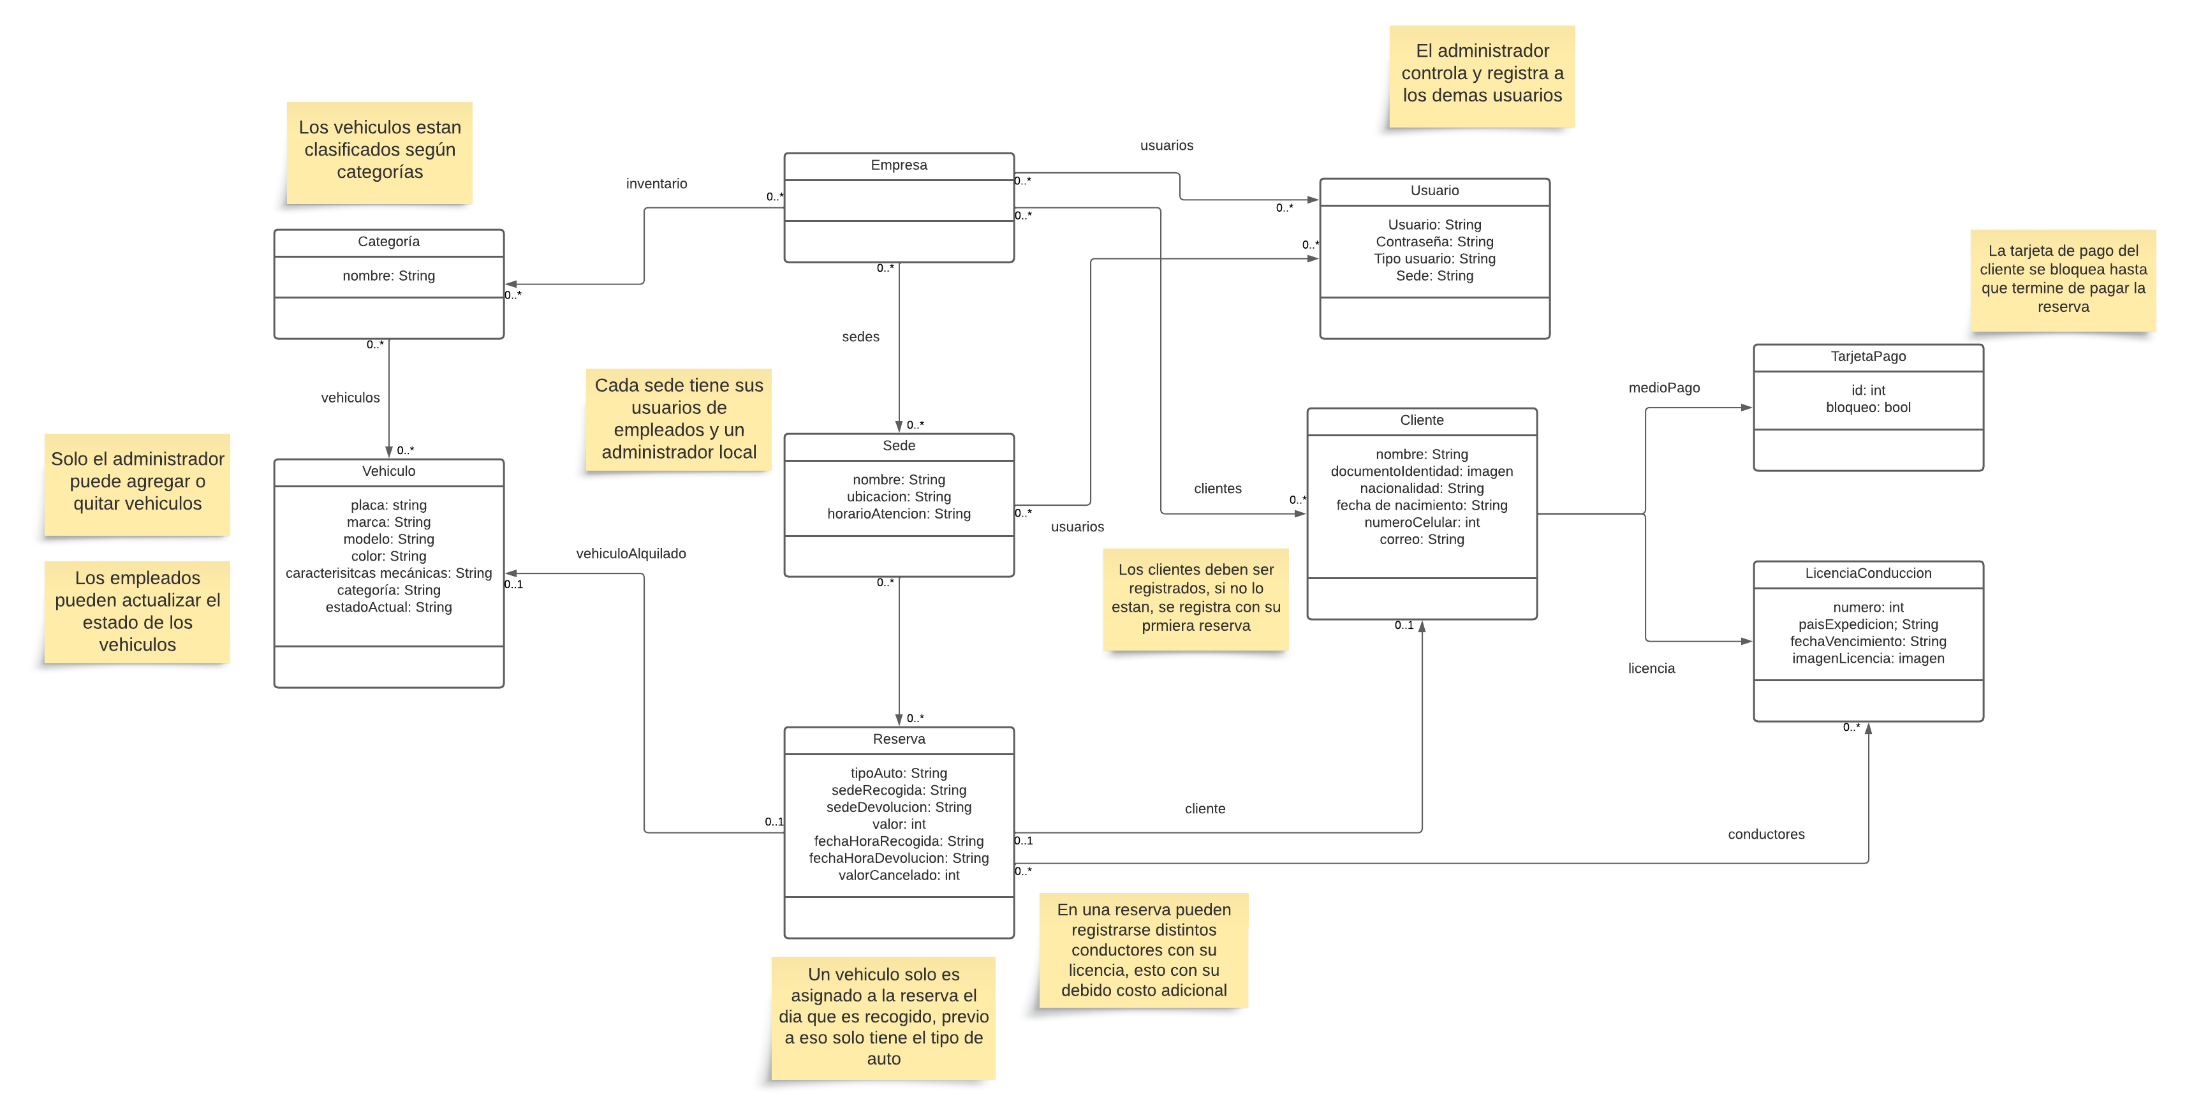 El administrador
controla y registra a
los demas usuarios
Los vehiculos estan
clasificados según
categorías
usuarios
Empresa
0..*
0..*
inventario
0..*
0..*
Usuario
Usuario: String
Contraseña: String
Tipo usuario: String
Sede: String
0..*
0..*
Categoría
nombre: String
0..*
0..*
0..*
sedes
La tarjeta de pago del
cliente se bloquea hasta
que termine de pagar la
reserva
vehiculos
0..*
Cada sede tiene sus
usuarios de
empleados y un
administrador local
0..*
TarjetaPago
id: int
bloqueo: bool
medioPago
Solo el administrador
puede agregar o
quitar vehiculos
Los empleados
pueden actualizar el
estado de los
vehiculos
Vehiculo
placa: string
marca: String
modelo: String
color: String
caracterisitcas mecánicas: String
categoría: String
estadoActual: String
Sede
nombre: String
ubicacion: String
horarioAtencion: String
0..*
usuarios
clientes
0..*
Cliente
nombre: String
documentoIdentidad: imagen
nacionalidad: String
fecha de nacimiento: String
numeroCelular: int
correo: String
vehiculoAlquilado
0..1
0..*
Los clientes deben ser
registrados, si no lo
estan, se registra con su
prmiera reserva
0..1
LicenciaConduccion
numero: int
paisExpedicion; String
fechaVencimiento: String
imagenLicencia: imagen
licencia
0..*
0..*
Reserva
tipoAuto: String
sedeRecogida: String
sedeDevolucion: String
valor: int
fechaHoraRecogida: String
fechaHoraDevolucion: String
valorCancelado: int
0..1
cliente
0..1
conductores
0..*
En una reserva pueden
registrarse distintos
conductores con su
licencia, esto con su
debido costo adicional
Un vehiculo solo es
asignado a la reserva el
dia que es recogido, previo
a eso solo tiene el tipo de
auto